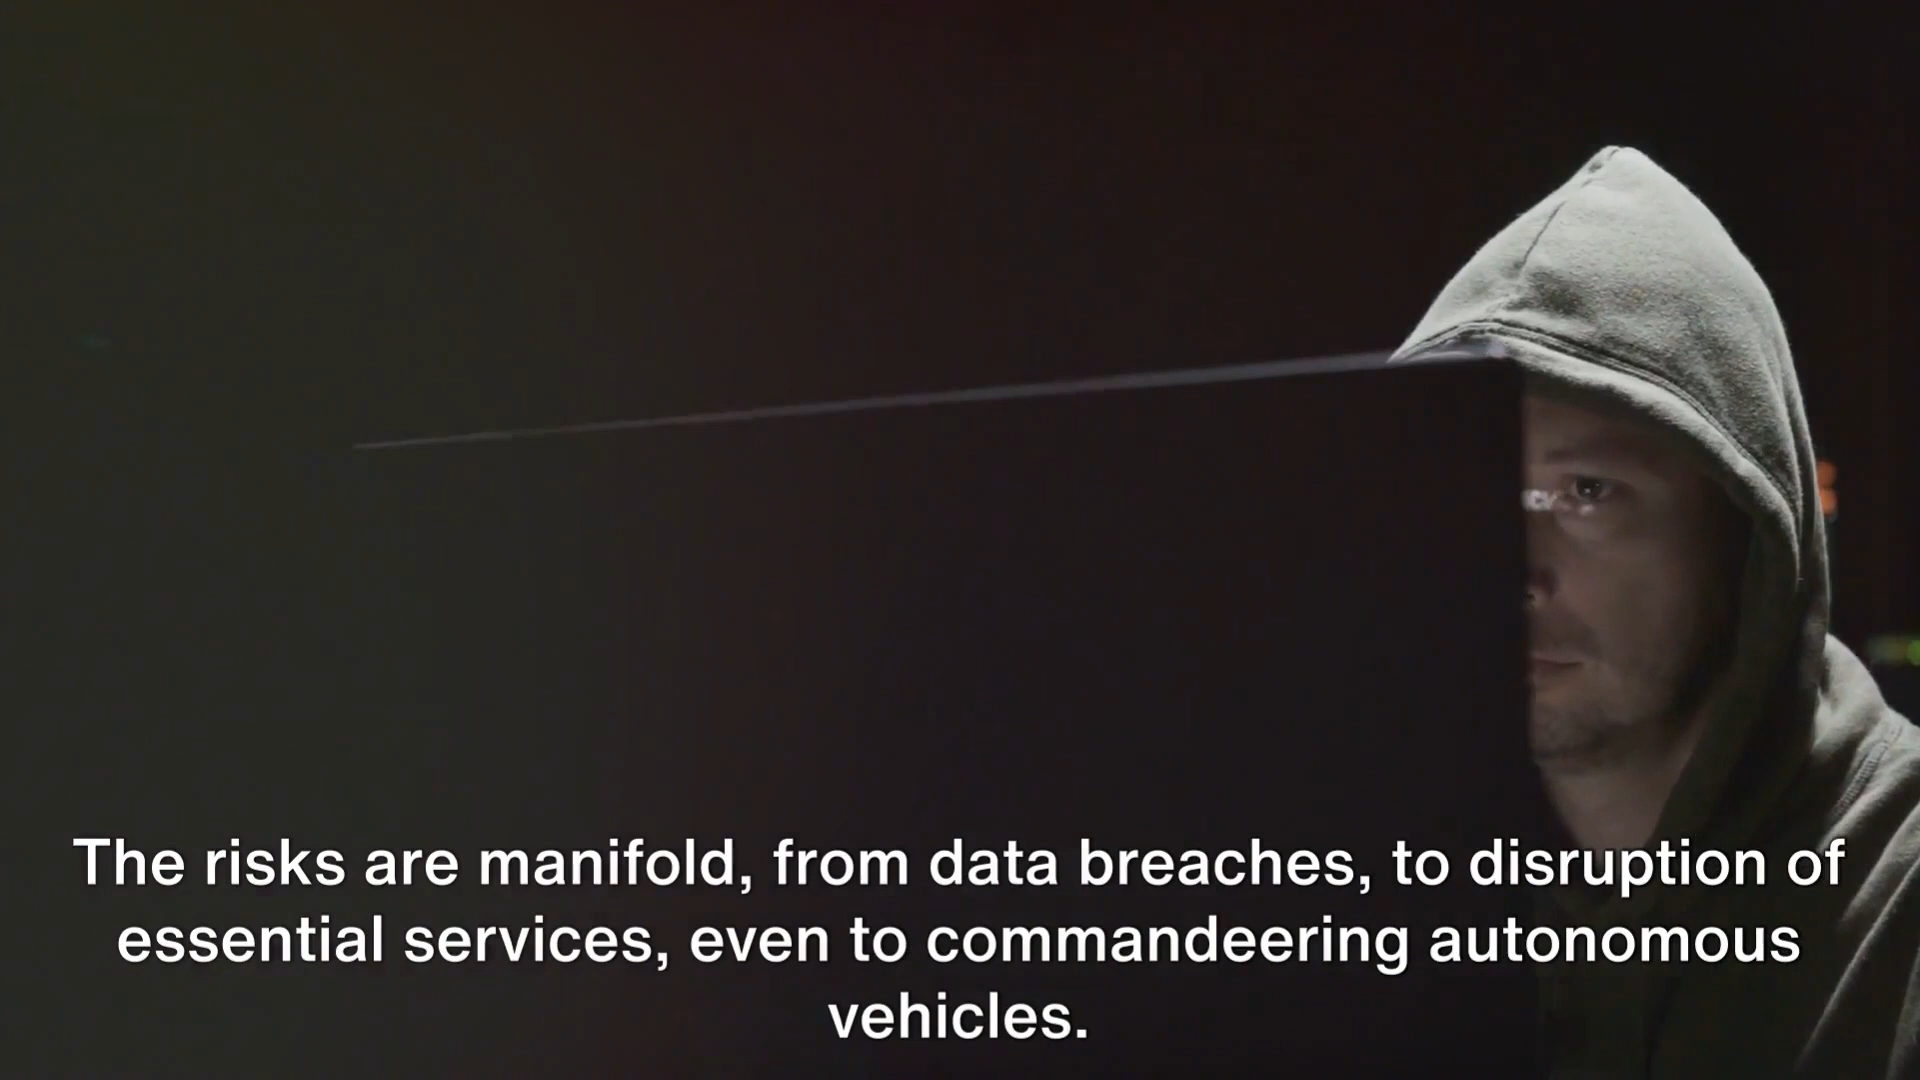 The risks are manifold, from data breaches, to disruption of
essential services, even to commandeering autonomous
vehicles.